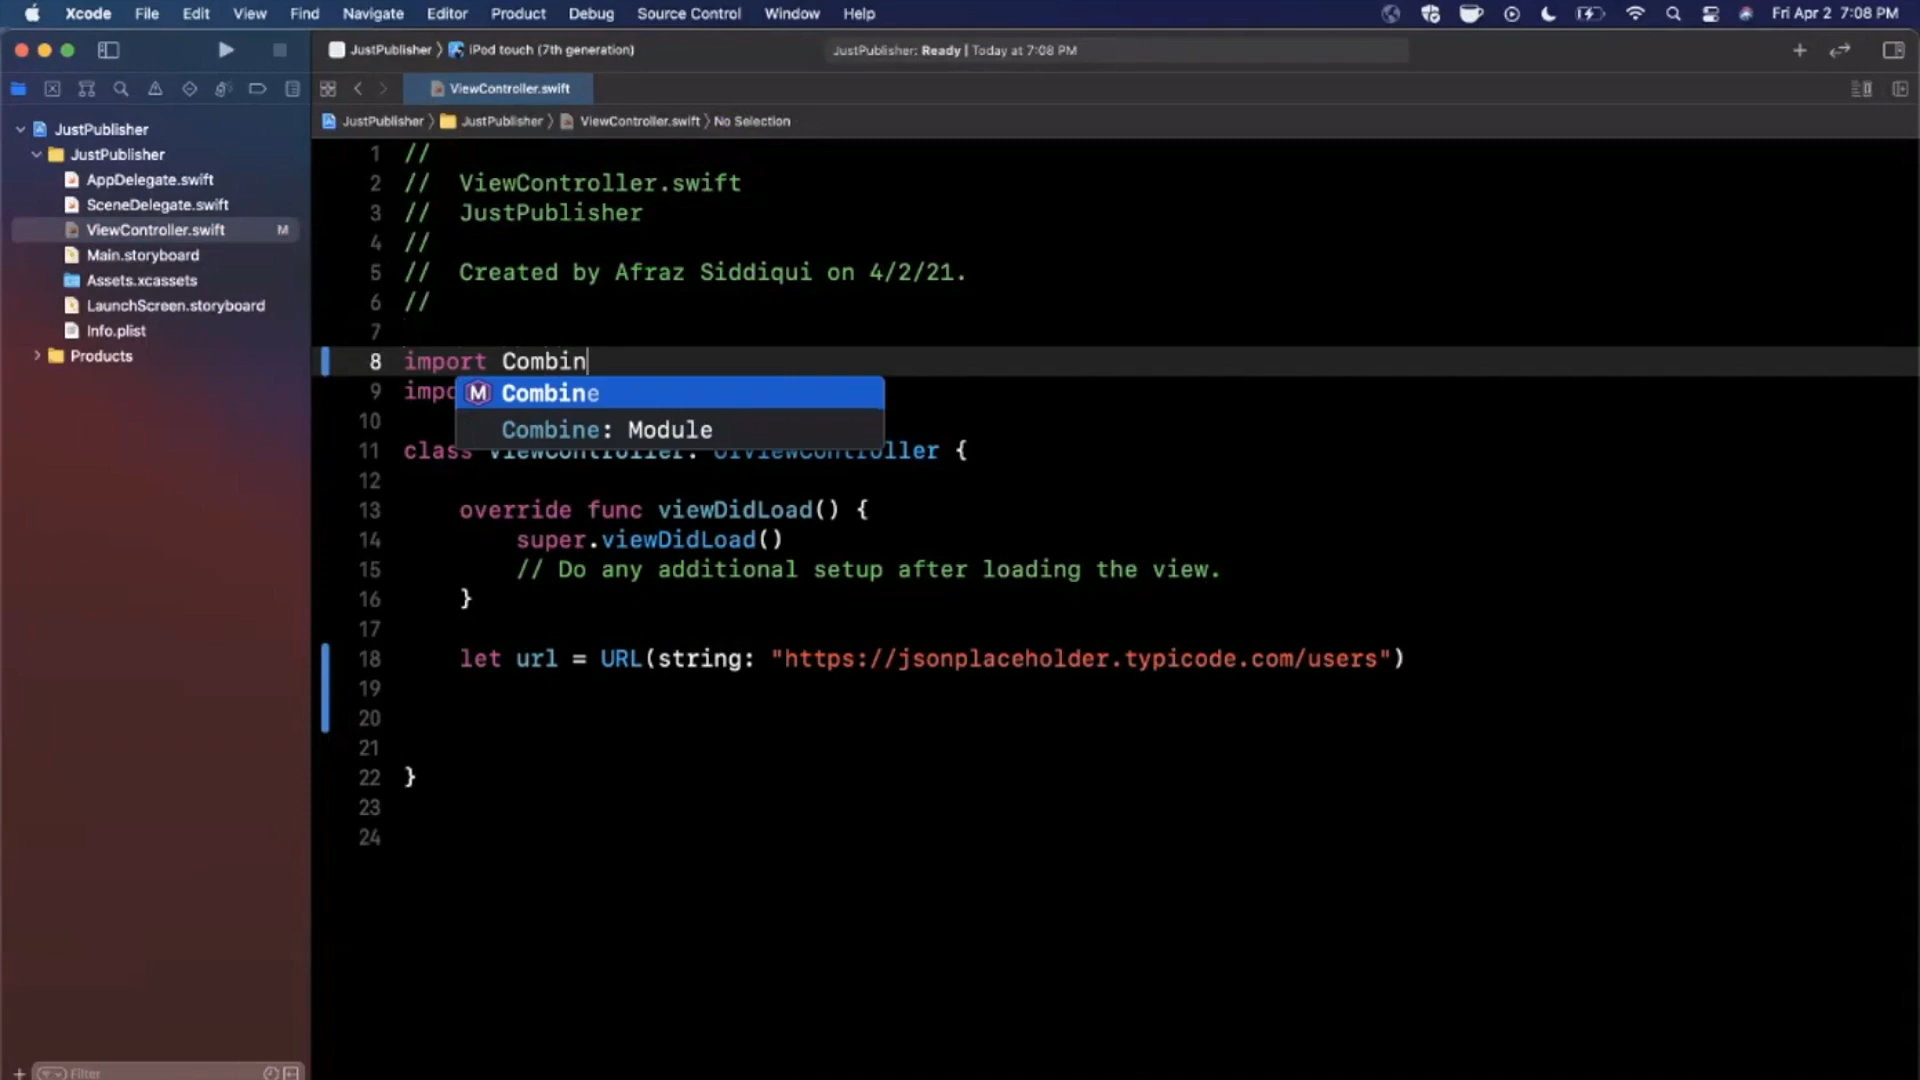 Xcode File Edit View Find Navigate Editor Product Debug Source Control Window Help Fri Apr 2 7:08 PM
JustPublisher iPod touch (7th generation) JustPublisher: Ready | Today at 7:08 PM
ViewController.swift
JustPublisher JustPublisher ViewController.swift No Selection
JustPublisher
JustPublisher
AppDelegate.swift
SceneDelegate.swift
ViewController.swift M
Main.storyboard
Assets.xcassets
LaunchScreen.storyboard
Info.plist
Products
Filter
1 //
2 // ViewController.swift
3 // JustPublisher
4 //
5 // Created by Afraz Siddiqui on 4/2/21.
6 //
7
8 import Combin
9 impo
M Combine
Combine: Module
10
11 class ViewController: UIViewController {
12
13 override func viewDidLoad() {
14 super.viewDidLoad()
15 // Do any additional setup after loading the view.
16 }
17
18 let url = URL(string: "https://jsonplaceholder.typicode.com/users")
19
20
21
22 }
23
24